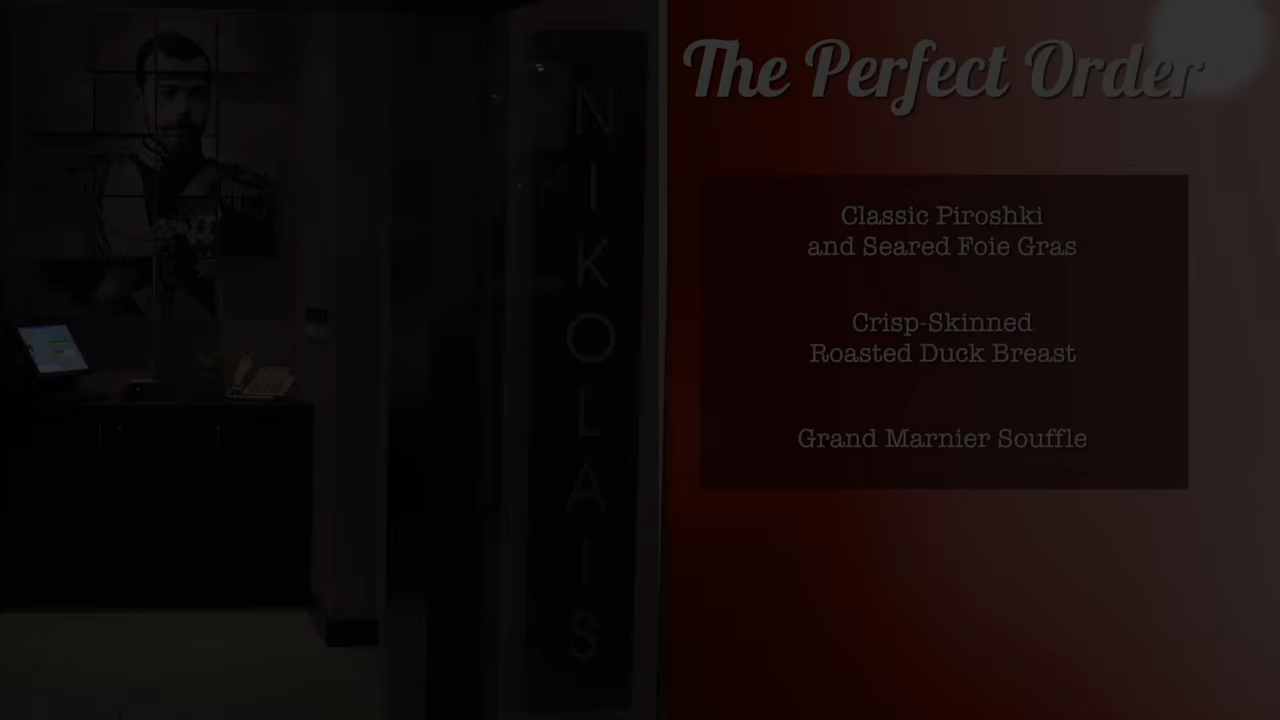 NIKOLAIS
The Perfect Order
Classic Piroshki
and Seared Foie Gras
Crisp-Skinned
Roasted Duck Breast
Grand Marnier Souffle